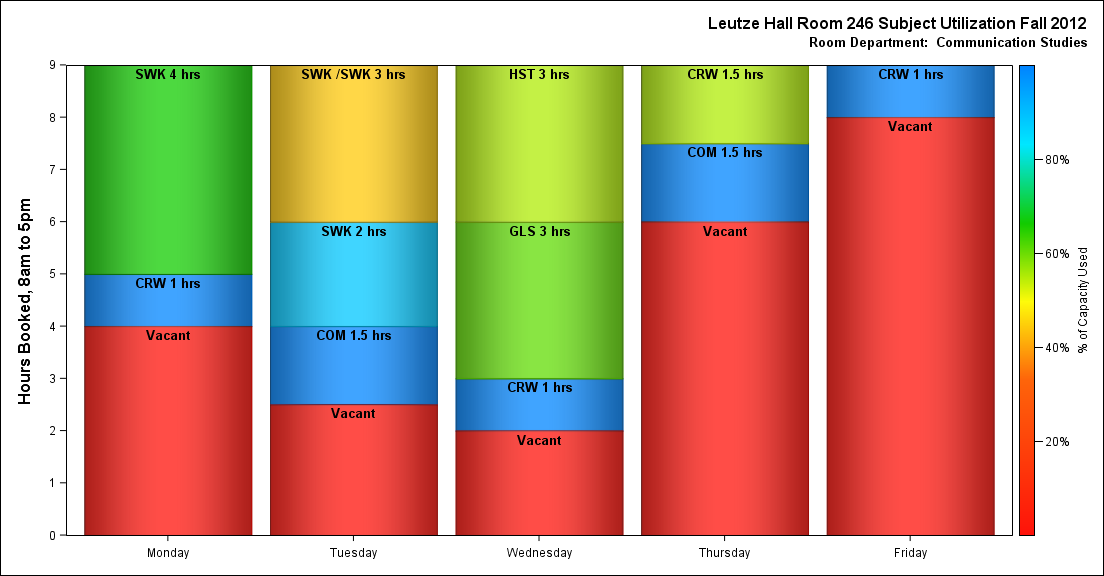 Leutze Hall Room 246 Subject Utilization Fall 2012
Room Department:  Communication Studies
Hours Booked, 8am to 5pm
9
8
7
6
5
4
3
2
1
0
SWK 4 hrs
CRW 1 hrs
Vacant
SWK /SWK 3 hrs
SWK 2 hrs
COM 1.5 hrs
Vacant
HST 3 hrs
GLS 3 hrs
CRW 1 hrs
Vacant
CRW 1.5 hrs
COM 1.5 hrs
Vacant
CRW 1 hrs
Vacant
Monday
Tuesday
Wednesday
Thursday
Friday
80%
60%
40%
20%
% of Capacity Used